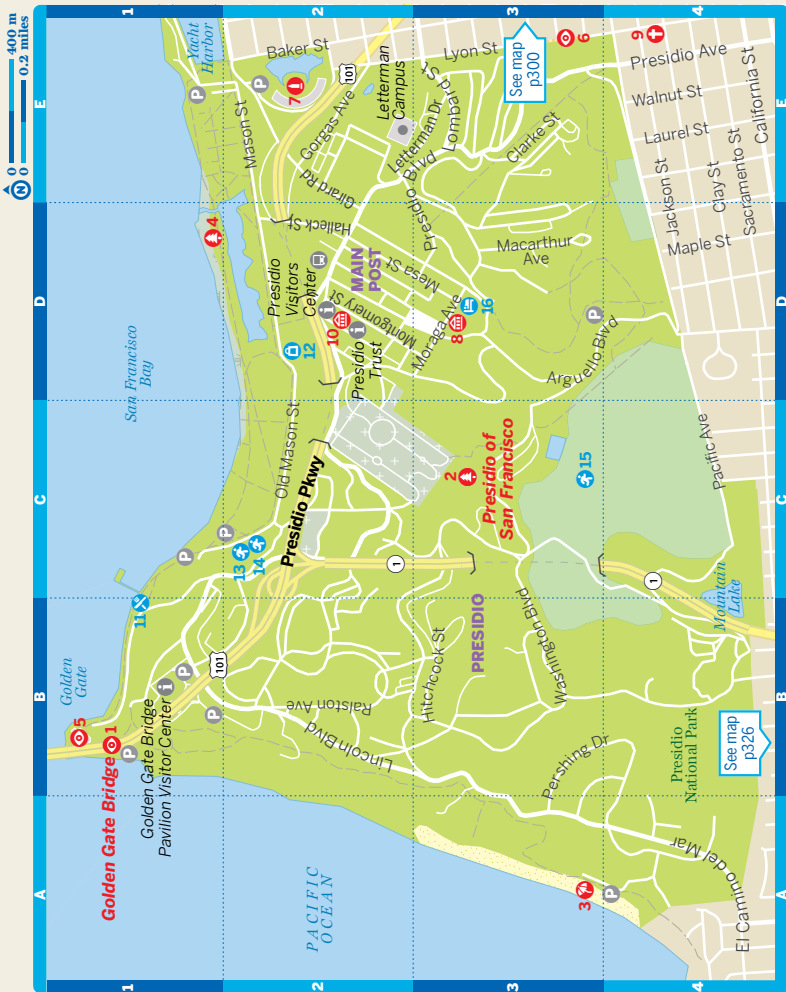 N
0
400 m
0
0.2 miles
1
2
3
4
E
D
C
B
A
E
D
C
B
A
1
2
3
4
Yacht
Harbor
Baker St
101
Lyon St
6
9
See map
p300
Presidio Ave
Walnut St
California St
Mason St
P
P
7
Gorgas Ave
Letterman
Campus
Letterman Dr
Lombard St
Presidio Blvd
Clarke St
Laurel St
Jackson St
Clay St
Sacramento St
Maple St
Girard Rd
Halleck St
4
Presidio
Visitors
Center
MAIN
POST
Mesa St
Macarthur
Ave
Montgomery St
10
Presidio
Trust
Moraga Ave
8
16
12
P
Arguello Blvd
San Francisco
Bay
Old Mason St
Presidio Pkwy
2
Presidio of
San Francisco
15
Pacific Ave
P
P
13
14
1
1
Mountain
Lake
11
Golden
Gate
5
Golden Gate Bridge
1
P
Golden Gate Bridge
Pavilion Visitor Center
P
P
101
Ralston Ave
Lincoln Blvd
Hitchcock St
PRESIDIO
Washington Blvd
Pershing Dr
Presidio
National Park
See map
p326
PACIFIC
OCEAN
3
P
El Camino del Mar